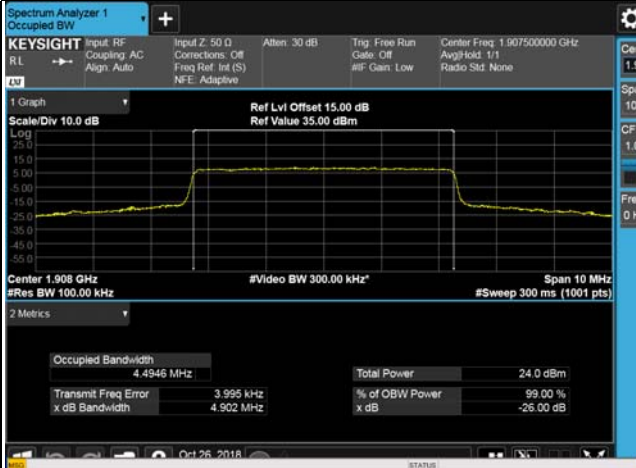 Spectrum Analyzer 1
Occupied BW
KEYSIGHT Input: RF Input Z: 50 Ω Atten: 30 dB Trig: Free Run Center Freq: 1.907500000 GHz
RL Coupling: AC Corrections: Off Gate: Off Avg|Hold: 1/1
Align: Auto Freq Ref: Int (S) #IF Gain: Low Radio Std: None
NFE: Adaptive
LXI
1 Graph
Ref Lvl Offset 15.00 dB
Scale/Div 10.0 dB Ref Value 35.00 dBm
Log
25.0
15.0
5.00
-5.00
-15.0
-25.0
-35.0
-45.0
-55.0
Center 1.908 GHz #Video BW 300.00 kHz* Span 10 MHz
#Res BW 100.00 kHz #Sweep 300 ms (1001 pts)
2 Metrics
Occupied Bandwidth
4.4946 MHz Total Power 24.0 dBm
Transmit Freq Error 3.995 kHz % of OBW Power 99.00 %
x dB Bandwidth 4.902 MHz x dB -26.00 dB
Oct 26, 2018
MSG STATUS